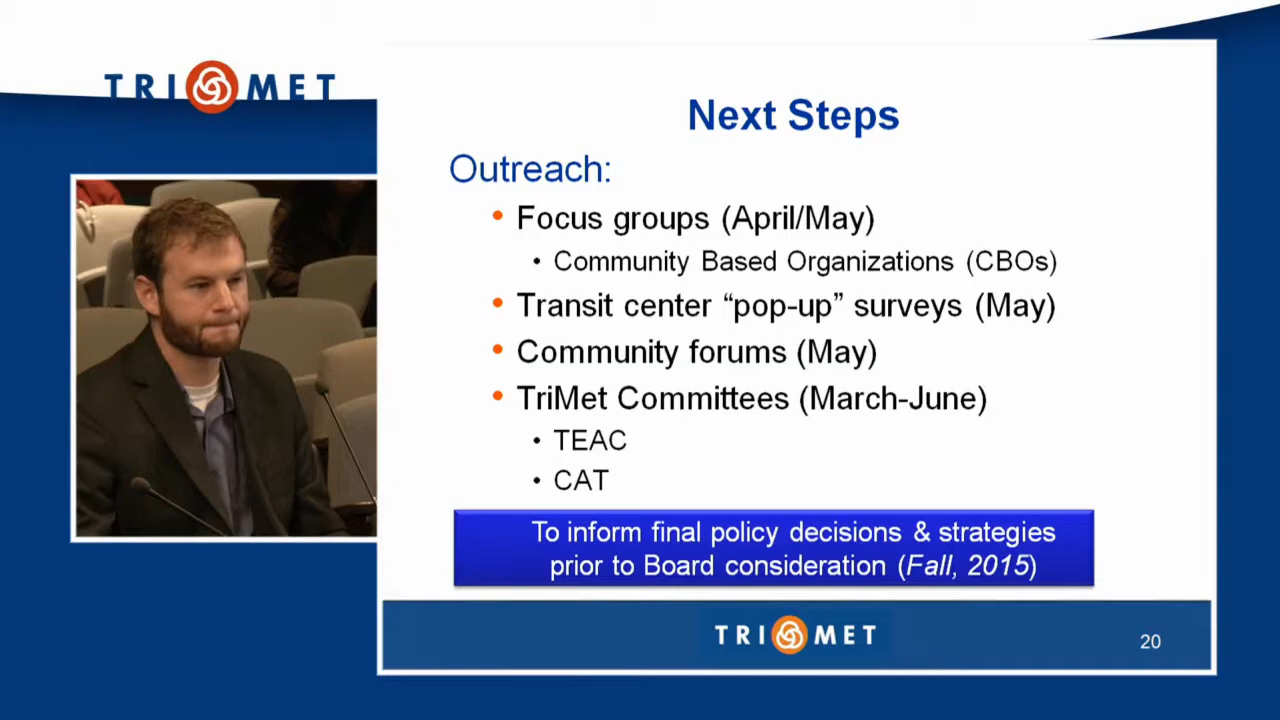 TRIMET
Next Steps
Outreach:
• Focus groups (April/May)
• Community Based Organizations (CBOs)
• Transit center “pop-up” surveys (May)
• Community forums (May)
• TriMet Committees (March-June)
• TEAC
• CAT
To inform final policy decisions & strategies
prior to Board consideration (Fall, 2015)
TRIMET
20